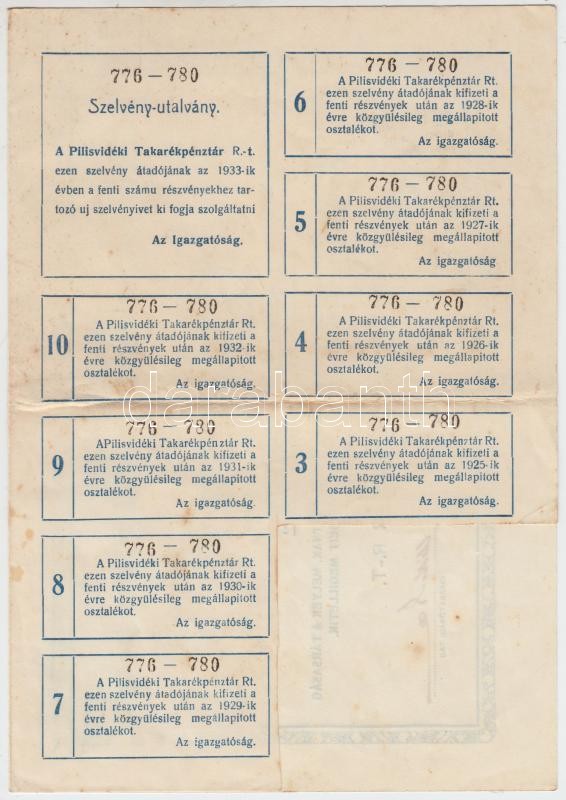 776 – 780
Szelvény-utalvány.
A Pilisvidéki Takarékpénztár R.-t.
ezen szelvény átadójának az 1933-ik
évben a fenti számu részvényekhez tar-
tozó uj szelvényivet ki fogja szolgáltatni
Az Igazgatóság.
10
776 – 780
A Pilisvidéki Takarékpénztár Rt.
ezen szelvény átadójának kifizeti a
fenti részvények után az 1932-ik
évre közgyülésileg megállapitott
osztalékot.
Az igazgatóság.
9
776 – 780
APilisvidéki Takarékpénztár Rt.
ezen szelvény átadójának kifizeti a
fenti részvények után az 1931-ik
évre közgyülésileg megállapitott
osztalékot.
Az igazgatóság.
8
776 – 780
A Pilisvidéki Takarékpénztár Rt.
ezen szelvény átadójának kifizeti a
fenti részvények után az 1930-ik
évre közgyülésileg megállapitott
osztalékot.
Az igazgatóság.
7
776 – 780
A Pilisvidéki Takarékpénztár Rt.
ezen szelvény átadójának kifizeti a
fenti részvények után az 1929-ik
évre közgyülésileg megállapitott
osztalékot.
Az igazgatóság.
6
776 – 780
A Pilisvidéki Takarékpénztár Rt.
ezen szelvény átadójának kifizeti a
fenti részvények után az 1928-ik
évre közgyülésileg megállapitott
osztalékot.
Az igazgatóság.
5
776 – 780
A Pilisvidéki Takarékpénztár Rt.
ezen szelvény átadójának kifizeti a
fenti részvények után az 1927-ik
évre közgyülésileg megállapitott
osztalékot.
Az igazgatóság
4
776 – 780
A Pilisvidéki Takarékpénztár Rt.
ezen szelvény átadójának kifizeti a
fenti részvények után az 1926-ik
évre közgyülésileg megállapitott
osztalékot.
Az igazgatóság.
3
776 – 780
A Pilisvidéki Takarékpénztár Rt.
ezen szelvény átadójának kifizeti a
fenti részvények után az 1925-ik
évre közgyülésileg megállapitott
osztalékot.
Az igazgatóság.
darabanth